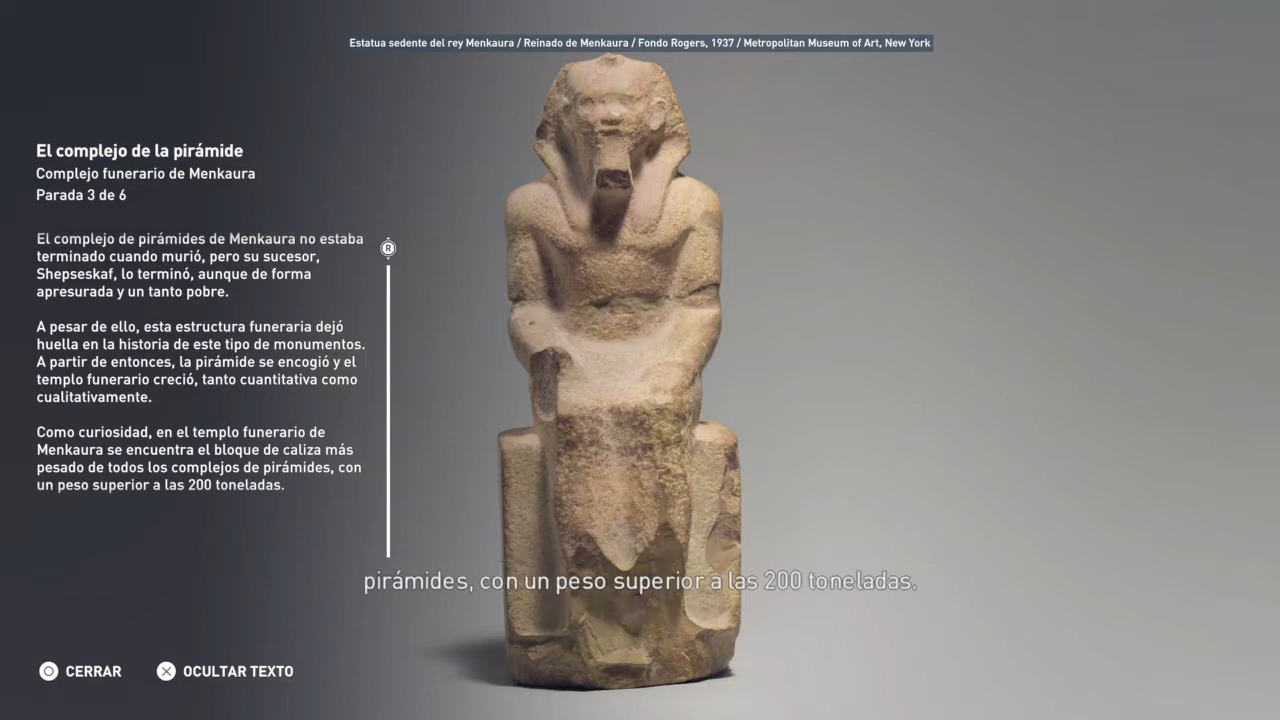 Estatua sedente del rey Menkaura / Reinado de Menkaura / Fondo Rogers, 1937 / Metropolitan Museum of Art, New York
El complejo de la pirámide
Complejo funerario de Menkaura
Parada 3 de 6
El complejo de pirámides de Menkaura no estaba
terminado cuando murió, pero su sucesor,
Shepseskaf, lo terminó, aunque de forma
apresurada y un tanto pobre.
A pesar de ello, esta estructura funeraria dejó
huella en la historia de este tipo de monumentos.
A partir de entonces, la pirámide se encogió y el
templo funerario creció, tanto cuantitativa como
cualitativamente.
Como curiosidad, en el templo funerario de
Menkaura se encuentra el bloque de caliza más
pesado de todos los complejos de pirámides, con
un peso superior a las 200 toneladas.
R
pirámides, con un peso superior a las 200 toneladas.
CERRAR
OCULTAR TEXTO